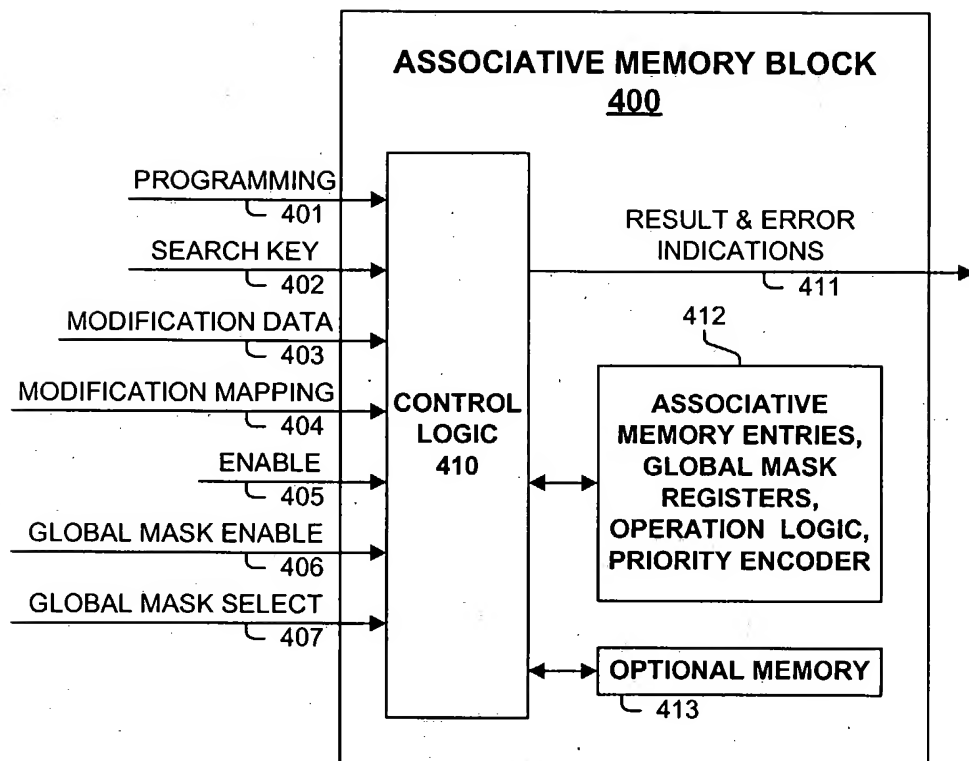 ASSOCIATIVE MEMORY BLOCK
400
PROGRAMMING
401
SEARCH KEY
402
MODIFICATION DATA
403
MODIFICATION MAPPING
404
ENABLE
405
GLOBAL MASK ENABLE
406
GLOBAL MASK SELECT
407
CONTROL
LOGIC
410
RESULT & ERROR
INDICATIONS
411
412
ASSOCIATIVE
MEMORY ENTRIES,
GLOBAL MASK
REGISTERS,
OPERATION LOGIC,
PRIORITY ENCODER
OPTIONAL MEMORY
413